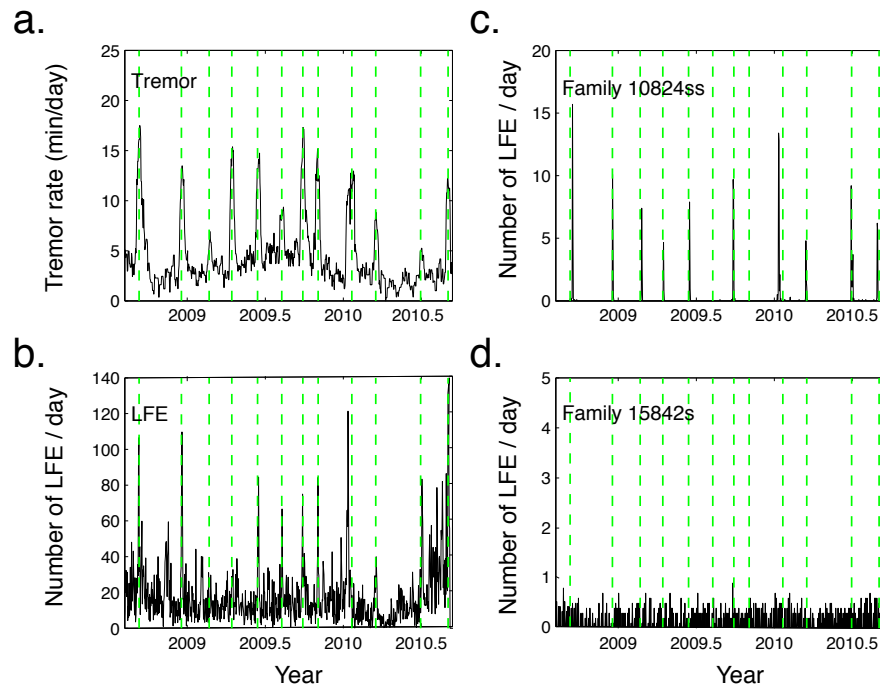 a.
25
20
15
10
5
0
Tremor rate (min/day)
Tremor
2009
2009.5
2010
2010.5
b.
140
120
100
80
60
40
20
0
Number of LFE / day
LFE
2009
2009.5
2010
2010.5
Year
c.
20
15
10
5
0
Number of LFE / day
Family 10824ss
2009
2009.5
2010
2010.5
d.
5
4
3
2
1
0
Number of LFE / day
Family 15842s
2009
2009.5
2010
2010.5
Year